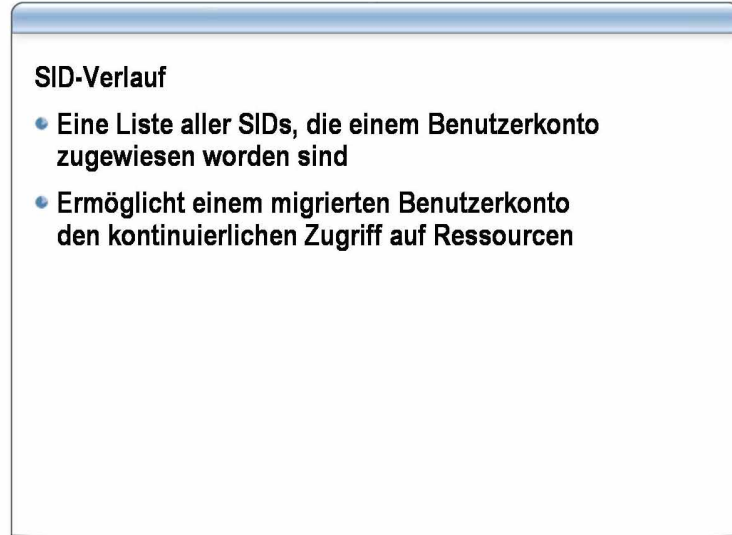 SID-Verlauf
Eine Liste aller SIDs, die einem Benutzerkonto
zugewiesen worden sind
Ermöglicht einem migrierten Benutzerkonto
den kontinuierlichen Zugriff auf Ressourcen